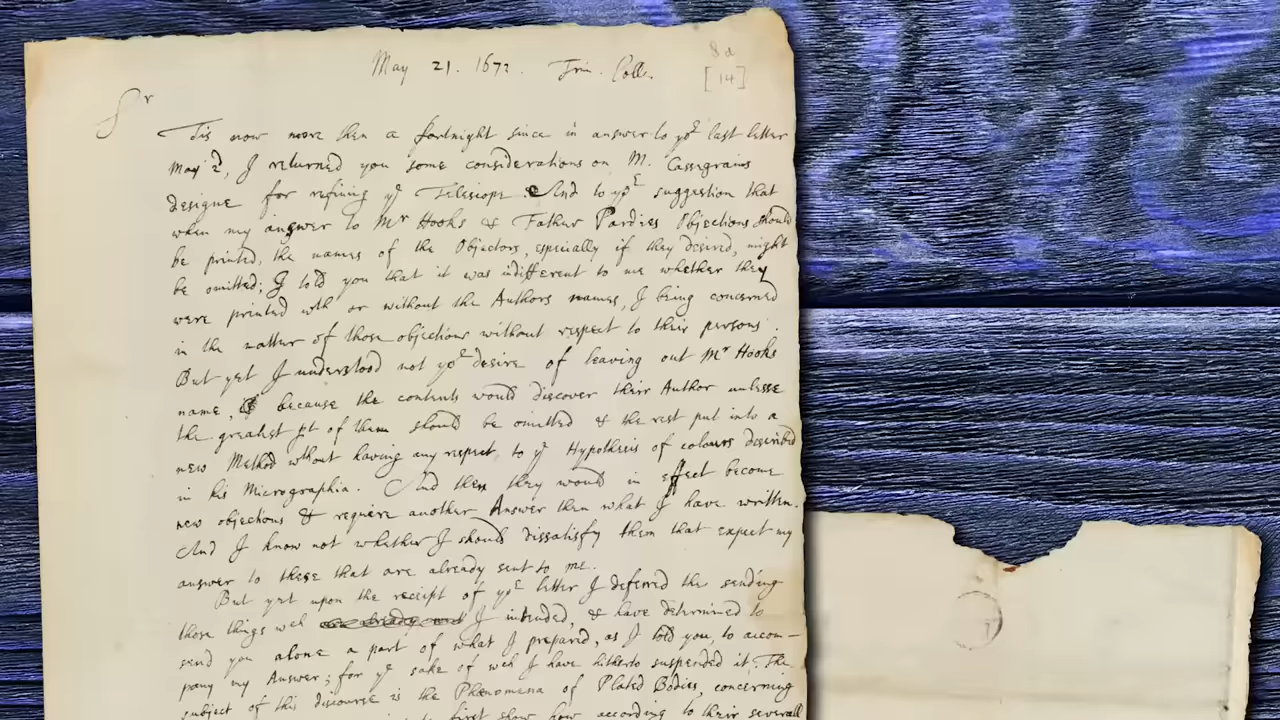 8a
[14]
May 21. 1672. Trin. Coll.
Sr
Tis now more then a fortnight since in answer to yor last letter
May 2, I returned you some considerations on M. Cassegrains
designe for refining ye Telescope. And to yor suggestion that
when my answer to Mr Hooks & Father Pardies Objections should
be printed, the names of the Objectors, especially if they desired, might
be omitted; I told you that it was indifferent to me whether they
were printed wth or without the Authors names, I being concerned
in the matter of those objections without respect to their persons.
But yet I understood not yor desire of leaving out Mr Hooks
name, because the contents would discover their Author unlesse
the greatest pt of them should be omitted & the rest put into a
new Method wthout having any respect to ye Hypothesis of colours described
in his Micrographia. And then they would in effect become
new objections & require another Answer then what I have written.
And I know not whether I should dissatisfy them that expect my
answer to these that are already sent to me.
But yet upon the receipt of yor letter I deferred the sending
those things wch I intended, & have determined to
send you alone a part of what I prepared, as I told you, to accom-
pany my Answer; for ye sake of wch I have hitherto suspended it. The
subject of this discourse is the Phænomena of Plated Bodies, concerning
first show how according to their severall